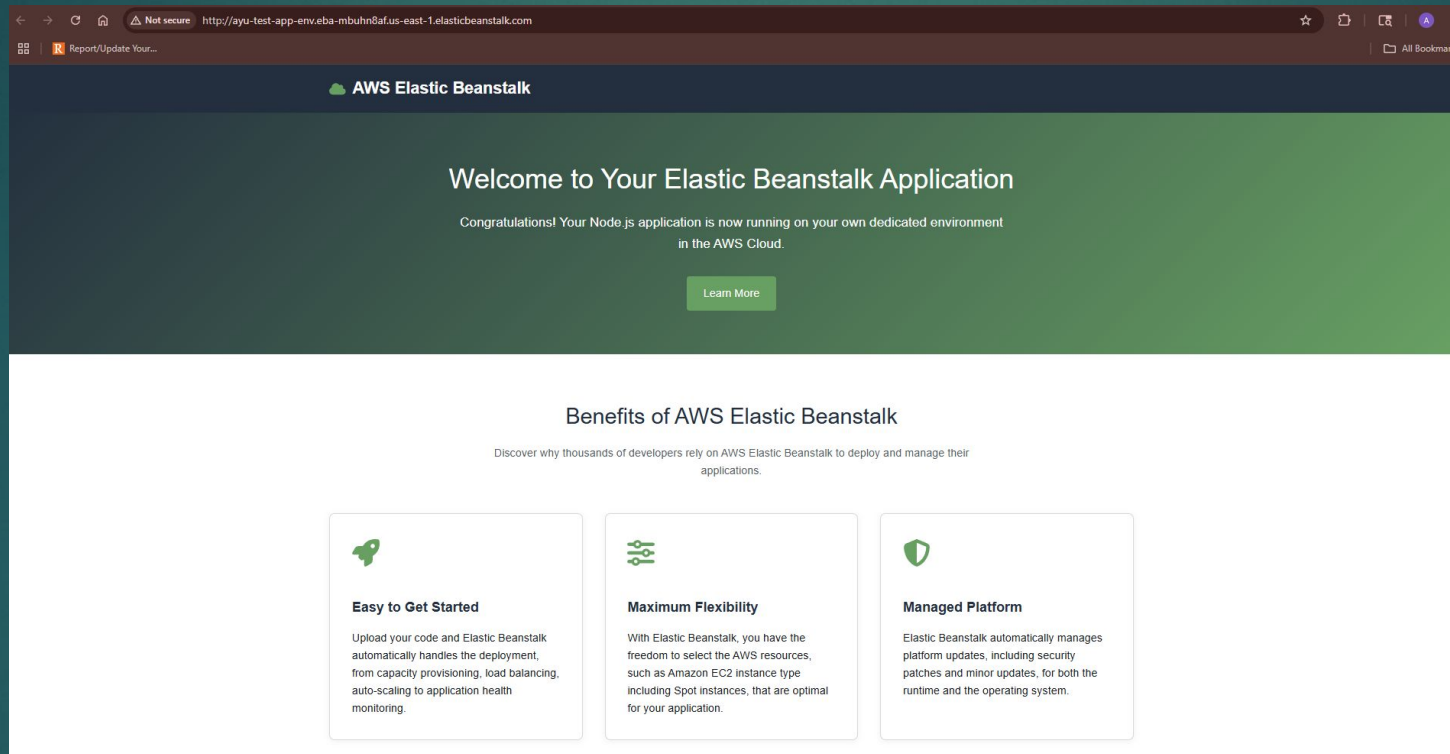 Not secure http://ayu-test-app-env.eba-mbuhn8af.us-east-1.elasticbeanstalk.com
A
R Report/Update Your...
All Bookmar
AWS Elastic Beanstalk
Welcome to Your Elastic Beanstalk Application
Congratulations! Your Node.js application is now running on your own dedicated environment
in the AWS Cloud.
Learn More
Benefits of AWS Elastic Beanstalk
Discover why thousands of developers rely on AWS Elastic Beanstalk to deploy and manage their
applications.
Easy to Get Started
Upload your code and Elastic Beanstalk
automatically handles the deployment,
from capacity provisioning, load balancing,
auto-scaling to application health
monitoring.
Maximum Flexibility
With Elastic Beanstalk, you have the
freedom to select the AWS resources,
such as Amazon EC2 instance type
including Spot instances, that are optimal
for your application.
Managed Platform
Elastic Beanstalk automatically manages
platform updates, including security
patches and minor updates, for both the
runtime and the operating system.